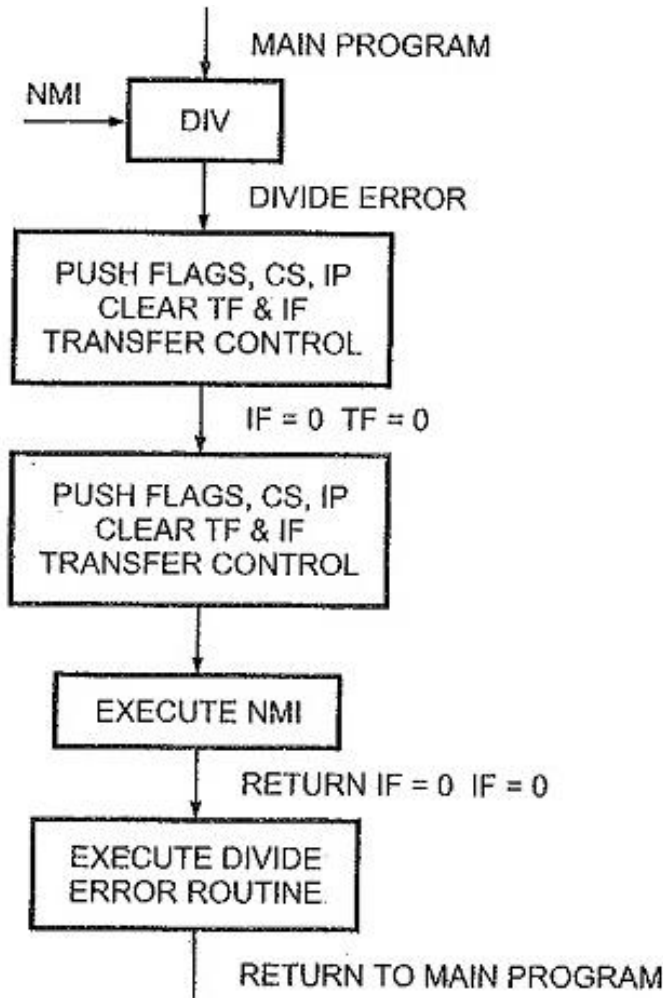 MAIN PROGRAM
NMI
DIV
DIVIDE ERROR
PUSH FLAGS, CS, IP
CLEAR TF & IF
TRANSFER CONTROL
IF = 0 TF = 0
PUSH FLAGS, CS, IP
CLEAR TF & IF
TRANSFER CONTROL
EXECUTE NMI
RETURN IF = 0 IF = 0
EXECUTE DIVIDE
ERROR ROUTINE
RETURN TO MAIN PROGRAM